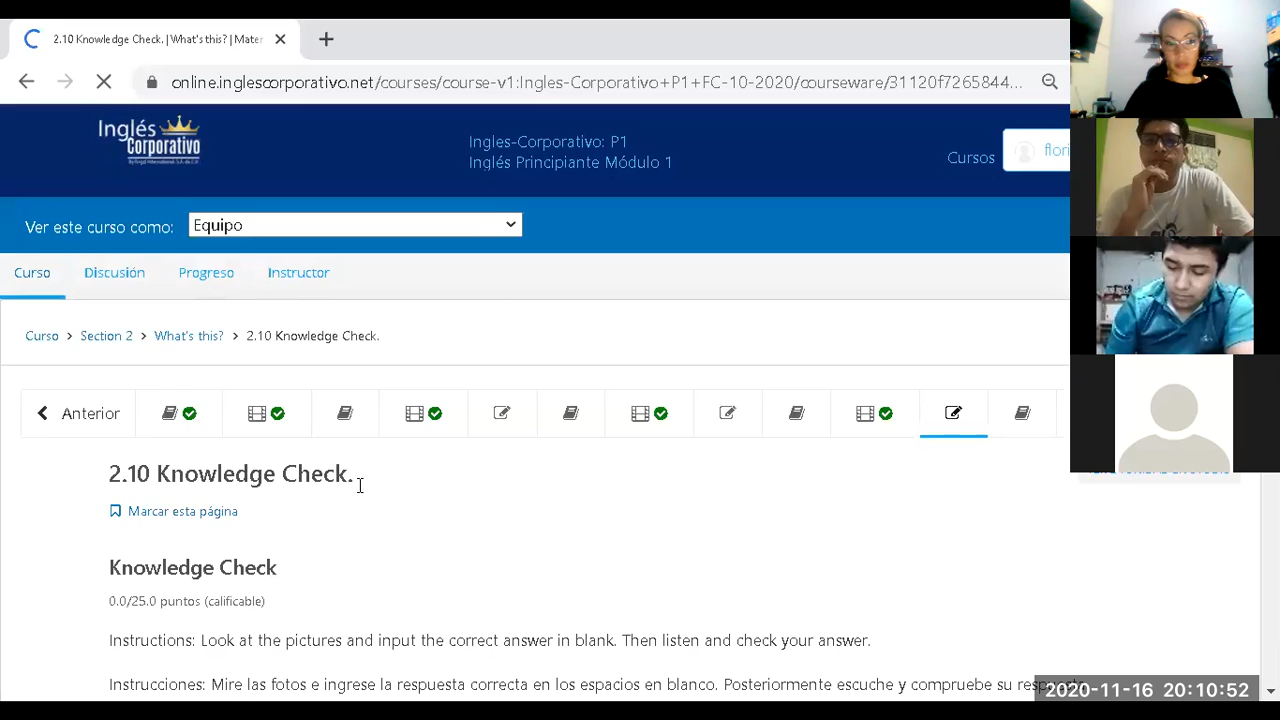 2.10 Knowledge Check. | What's this? | Mater
online.inglescorporativo.net/courses/course-v1:Ingles-Corporativo+P1+FC-10-2020/courseware/31120f7265844...
Inglés
Corporativo
Ingles-Corporativo: P1
Inglés Principiante Módulo 1
Cursos
flori
Ver este curso como:
Equipo
Curso
Discusión
Progreso
Instructor
Curso > Section 2 > What's this? > 2.10 Knowledge Check.
Anterior
2.10 Knowledge Check.
Marcar esta página
Knowledge Check
0.0/25.0 puntos (calificable)
Instructions: Look at the pictures and input the correct answer in blank. Then listen and check your answer.
Instrucciones: Mire las fotos e ingrese la respuesta correcta en los espacios en blanco. Posteriormente escuche y compruebe su respuesta
2020-11-16 20:10:52